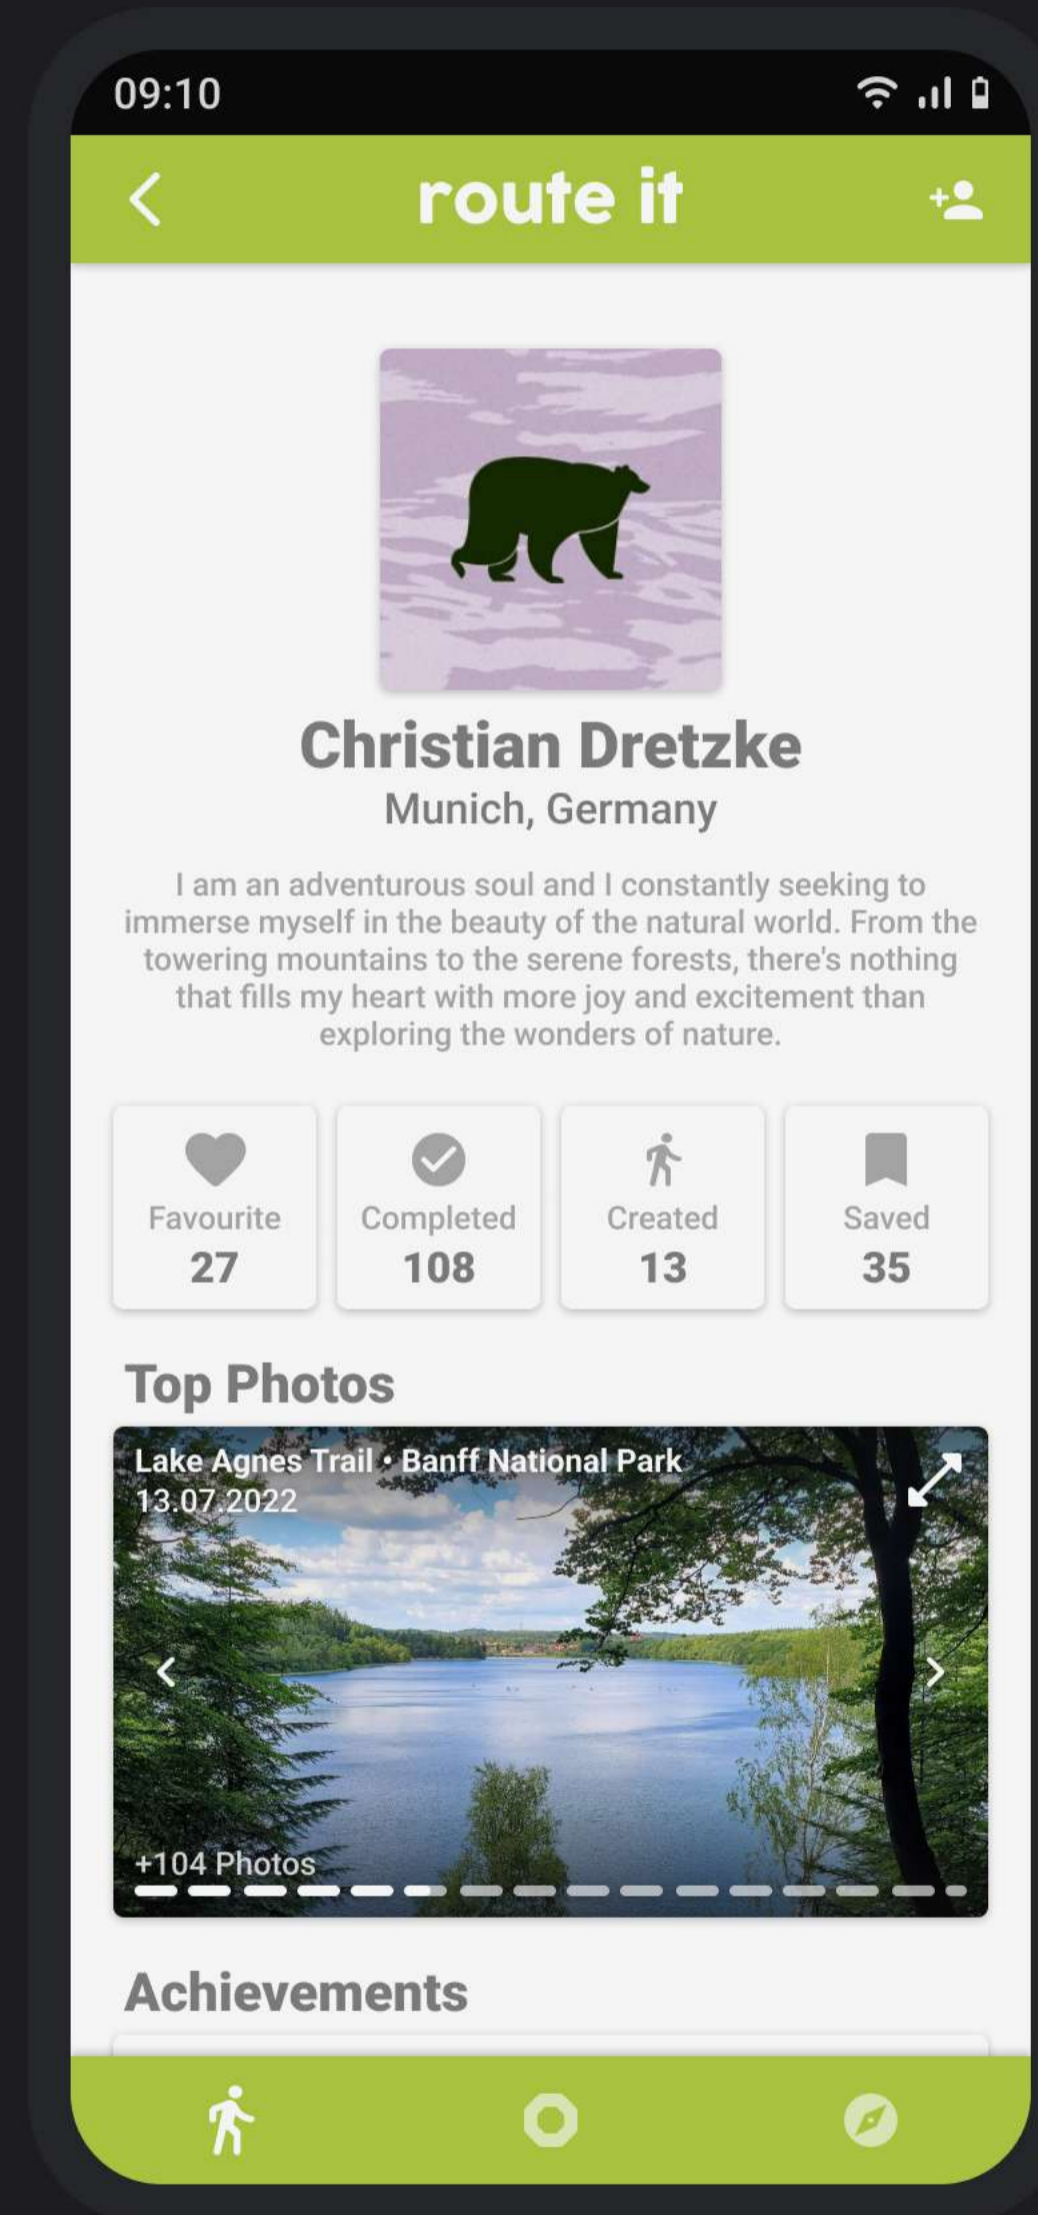 09:10
route it
Christian Dretzke
Munich, Germany
I am an adventurous soul and I constantly seeking to
immerse myself in the beauty of the natural world. From the
towering mountains to the serene forests, there's nothing
that fills my heart with more joy and excitement than
exploring the wonders of nature.
Favourite
27
Completed
108
Created
13
Saved
35
Top Photos
Lake Agnes Trail • Banff National Park
13.07.2022
+104 Photos
Achievements